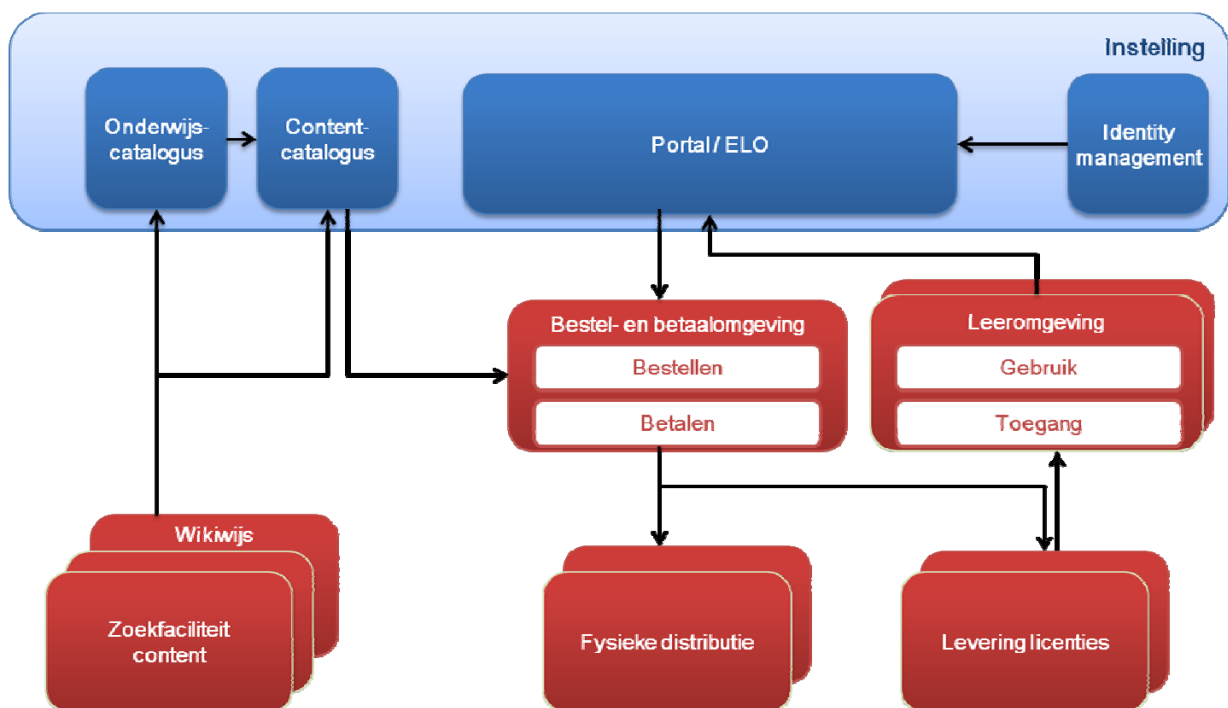 Instelling
Onderwijs-
catalogus
Content-
catalogus
Portal / ELO
Identity
management
Bestel- en betaalomgeving
Bestellen
Betalen
Leeromgeving
Gebruik
Toegang
Wikiwijs
Zoekfaciliteit
content
Fysieke distributie
Levering licenties